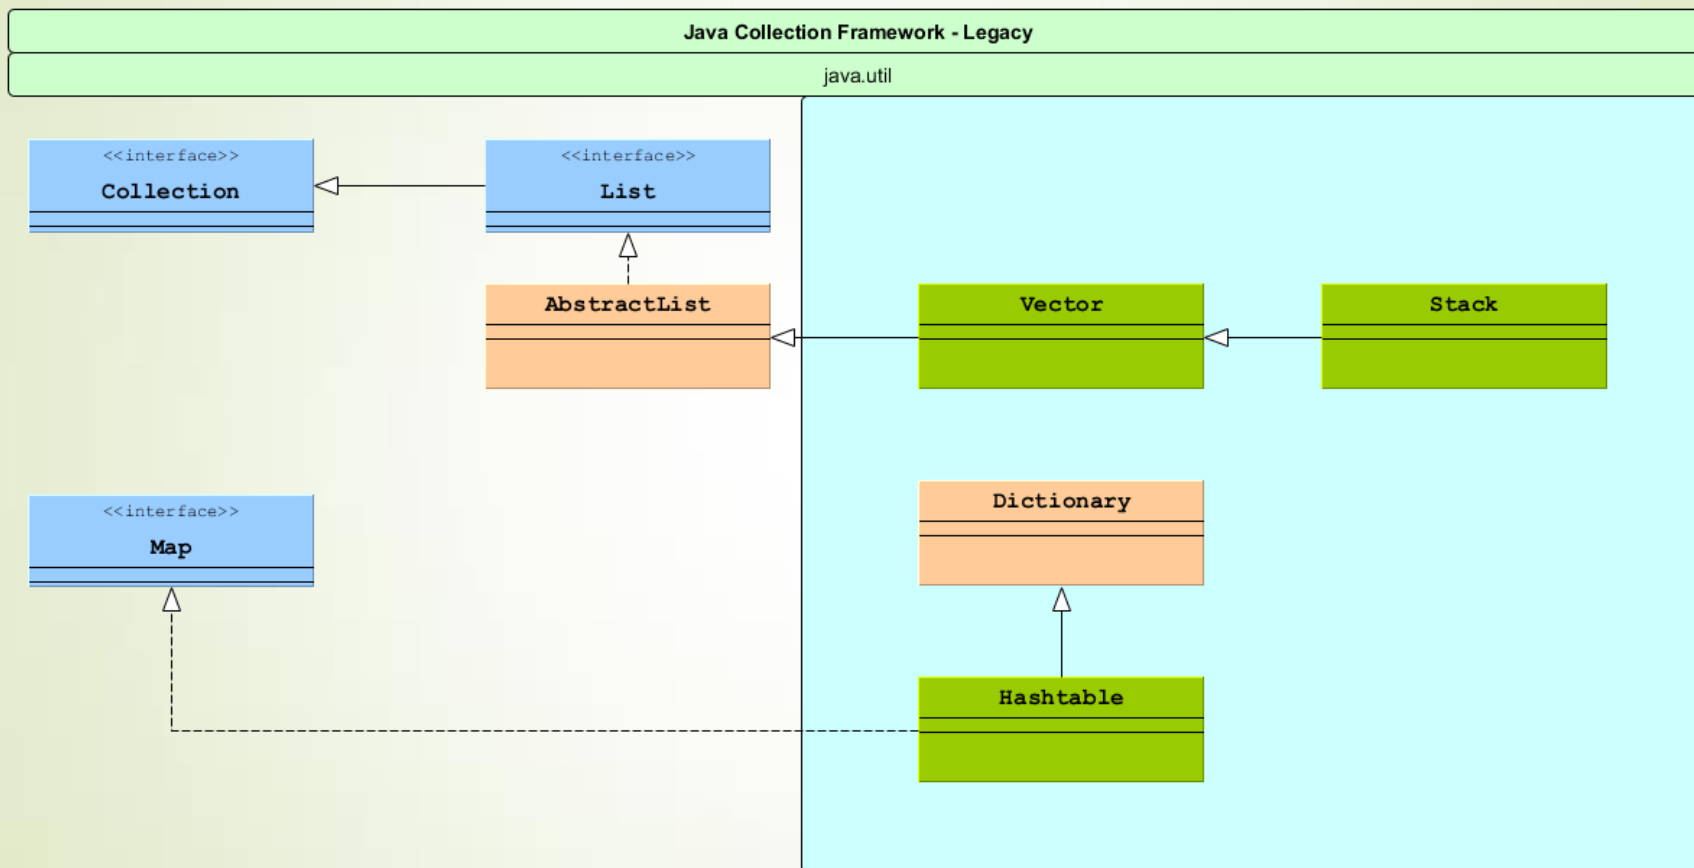 Java Collection Framework - Legacy
java.util
<<interface>>
Collection
<<interface>>
List
AbstractList
Vector
Stack
<<interface>>
Map
Dictionary
Hashtable